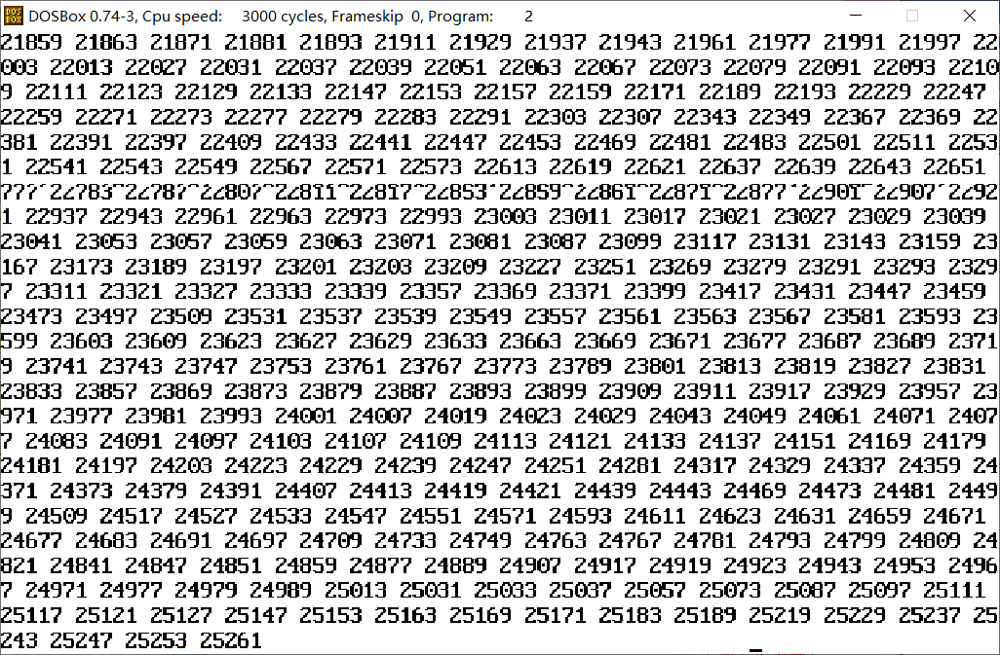 DOSBox 0.74-3, Cpu speed: 3000 cycles, Frameskip 0, Program: 2
21859 21863 21871 21881 21893 21911 21929 21937 21943 21961 21977 21991 21997 22
003 22013 22027 22031 22037 22039 22051 22063 22067 22073 22079 22091 22093 2210
9 22111 22123 22129 22133 22147 22153 22157 22159 22171 22189 22193 22229 22247
22259 22271 22273 22277 22279 22283 22291 22303 22307 22343 22349 22367 22369 22
381 22391 22397 22409 22433 22441 22447 22453 22469 22481 22483 22501 22511 2253
1 22541 22543 22549 22567 22571 22573 22613 22619 22621 22637 22639 22643 22651
22783 22787 22807 22811 22817 22853 22859 22861 22871 22877 22901 22907 2292
1 22937 22943 22961 22963 22973 22993 23003 23011 23017 23021 23027 23029 23039
23041 23053 23057 23059 23063 23071 23081 23087 23099 23117 23131 23143 23159 23
167 23173 23189 23197 23201 23203 23209 23227 23251 23269 23279 23291 23293 2329
7 23311 23321 23327 23333 23339 23357 23369 23371 23399 23417 23431 23447 23459
23473 23497 23509 23531 23537 23539 23549 23557 23561 23563 23567 23581 23593 23
599 23603 23609 23623 23627 23629 23633 23663 23669 23671 23677 23687 23689 2371
9 23741 23743 23747 23753 23761 23767 23773 23789 23801 23813 23819 23827 23831
23833 23857 23869 23873 23879 23887 23893 23899 23909 23911 23917 23929 23957 23
971 23977 23981 23993 24001 24007 24019 24023 24029 24043 24049 24061 24071 2407
7 24083 24091 24097 24103 24107 24109 24113 24121 24133 24137 24151 24169 24179
24181 24197 24203 24223 24229 24239 24247 24251 24281 24317 24329 24337 24359 24
371 24373 24379 24391 24407 24413 24419 24421 24439 24443 24469 24473 24481 2449
9 24509 24517 24527 24533 24547 24551 24571 24593 24611 24623 24631 24659 24671
24677 24683 24691 24697 24709 24733 24749 24763 24767 24781 24793 24799 24809 24
821 24841 24847 24851 24859 24877 24889 24907 24917 24919 24923 24943 24953 2496
7 24971 24977 24979 24989 25013 25031 25033 25037 25057 25073 25087 25097 25111
25117 25121 25127 25147 25153 25163 25169 25171 25183 25189 25219 25229 25237 25
243 25247 25253 25261